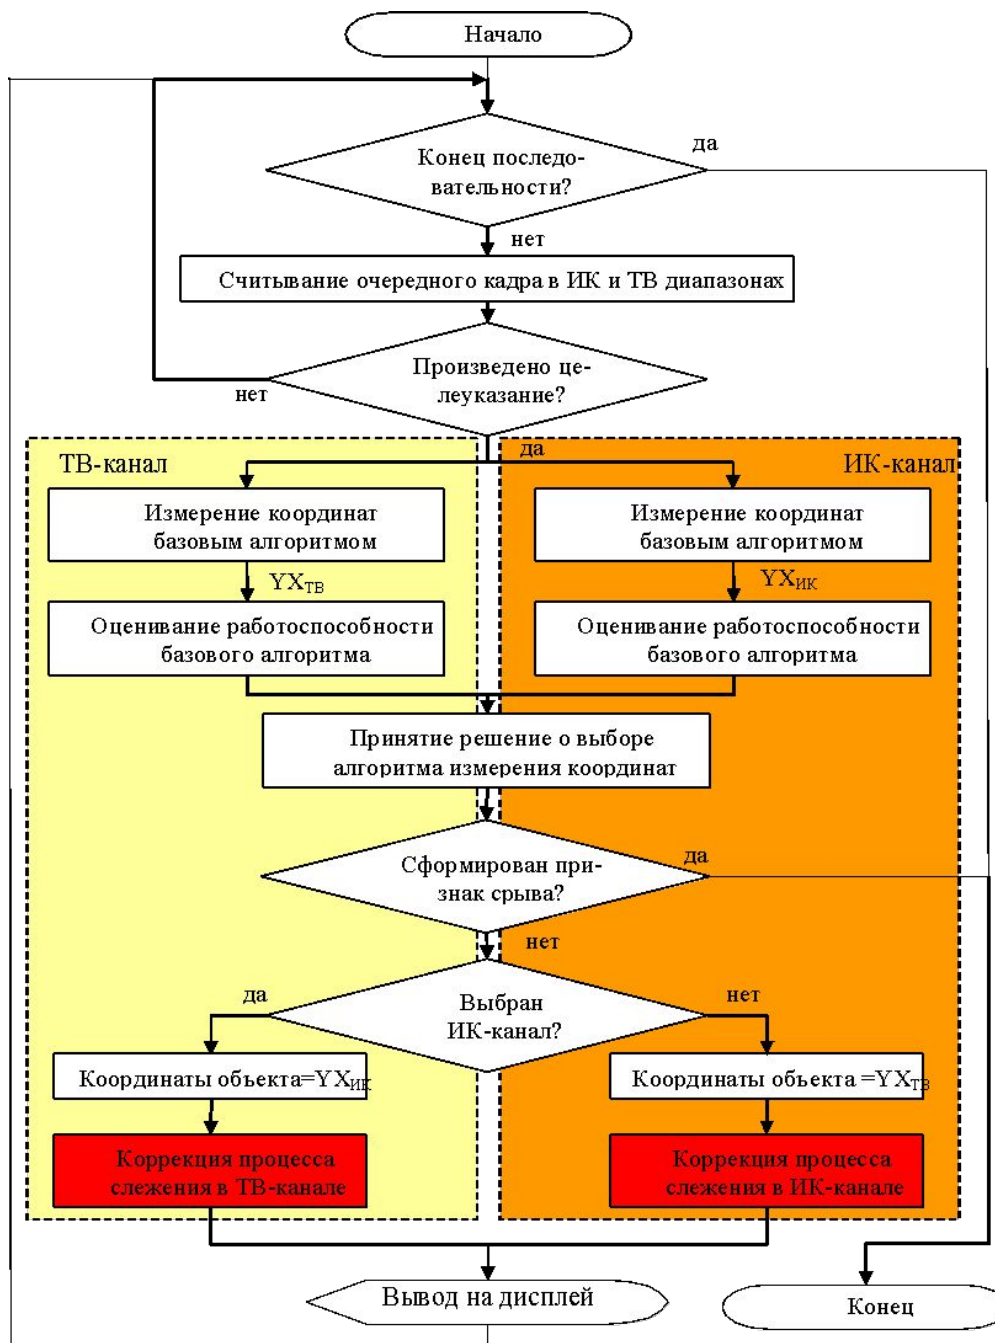 Начало
да
Конец последо-
вательности?
нет
Считывание очередного кадра в ИК и ТВ диапазонах
Произведено це-
леуказание?
нет
да
ТВ-канал
ИК-канал
Измерение координат
базовым алгоритмом
Измерение координат
базовым алгоритмом
YXТВ
YXИК
Оценивание работоспособности
базового алгоритма
Оценивание работоспособности
базового алгоритма
Принятие решение о выборе
алгоритма измерения координат
Сформирован при-
знак срыва?
да
нет
да
Выбран
ИК-канал?
нет
Координаты объекта=YXИК
Координаты объекта =YXТВ
Коррекция процесса
слежения в ТВ-канале
Коррекция процесса
слежения в ИК-канале
Вывод на дисплей
Конец